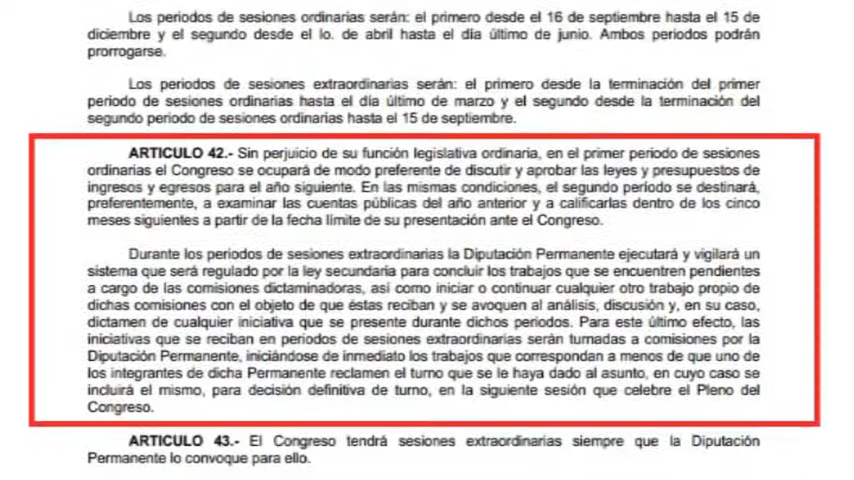 Los periodos de sesiones ordinarias serán: el primero desde el 16 de septiembre hasta el 15 de
diciembre y el segundo desde el lo. de abril hasta el día último de junio. Ambos periodos podrán
prorrogarse.
Los periodos de sesiones extraordinarias serán: el primero desde la terminación del primer
periodo de sesiones ordinarias hasta el día último de marzo y el segundo desde la terminación del
segundo periodo de sesiones ordinarias hasta el 15 de septiembre.
ARTICULO 42.- Sin perjuicio de su función legislativa ordinaria, en el primer periodo de sesiones
ordinarias el Congreso se ocupará de modo preferente de discutir y aprobar las leyes y presupuestos de
ingresos y egresos para el año siguiente. En las mismas condiciones, el segundo período se destinará,
preferentemente, a examinar las cuentas públicas del año anterior y a calificarlas dentro de los cinco
meses siguientes a partir de la fecha límite de su presentación ante el Congreso.
Durante los periodos de sesiones extraordinarias la Diputación Permanente ejecutará y vigilará un
sistema que será regulado por la ley secundaria para concluir los trabajos que se encuentren pendientes
a cargo de las comisiones dictaminadoras, así como iniciar o continuar cualquier otro trabajo propio de
dichas comisiones con el objeto de que éstas reciban y se avoquen al análisis, discusión y, en su caso,
dictamen de cualquier iniciativa que se presente durante dichos períodos. Para este último efecto, las
iniciativas que se reciban en periodos de sesiones extraordinarias serán turnadas a comisiones por la
Diputación Permanente, iniciándose de inmediato los trabajos que correspondan a menos de que uno de
los integrantes de dicha Permanente reclamen el turno que se le haya dado al asunto, en cuyo caso se
incluirá el mismo, para decisión definitiva de turno, en la siguiente sesión que celebre el Pleno del
Congreso.
ARTICULO 43.- El Congreso tendrá sesiones extraordinarias siempre que la Diputación
Permanente lo convoque para ello.